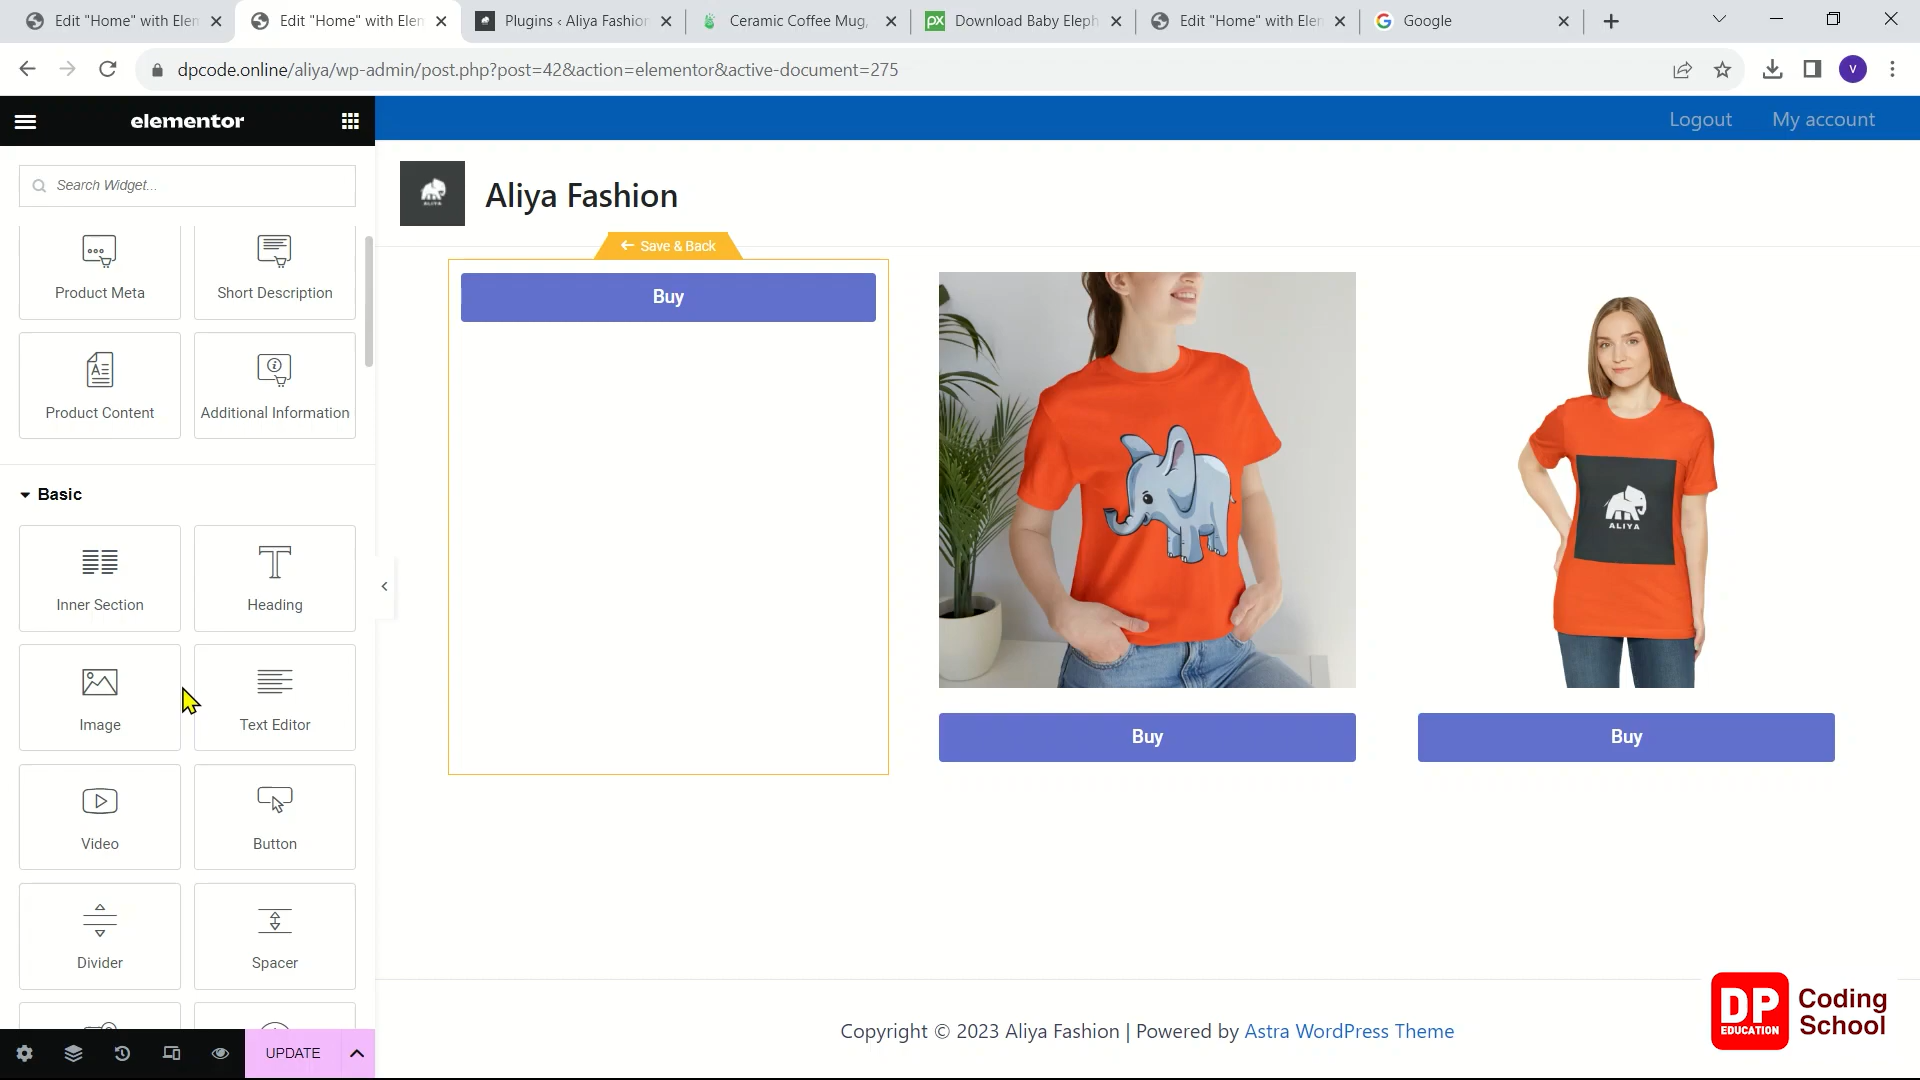 Edit "Home" with Elem
Edit "Home" with Elem
Plugins ‹ Aliya Fashion
Ceramic Coffee Mug,
Download Baby Eleph
Edit "Home" with Elem
Google
dpcode.online/aliya/wp-admin/post.php?post=42&action=elementor&active-document=275
V
elementor
Logout
My account
Search Widget...
ALIYA
Aliya Fashion
Save & Back
Product Meta
Short Description
Buy
Product Content
Additional Information
Basic
ALIYA
Inner Section
Heading
Image
Text Editor
Buy
Buy
Video
Button
Divider
Spacer
UPDATE
Copyright © 2023 Aliya Fashion | Powered by Astra WordPress Theme
DP
EDUCATION
Coding
School